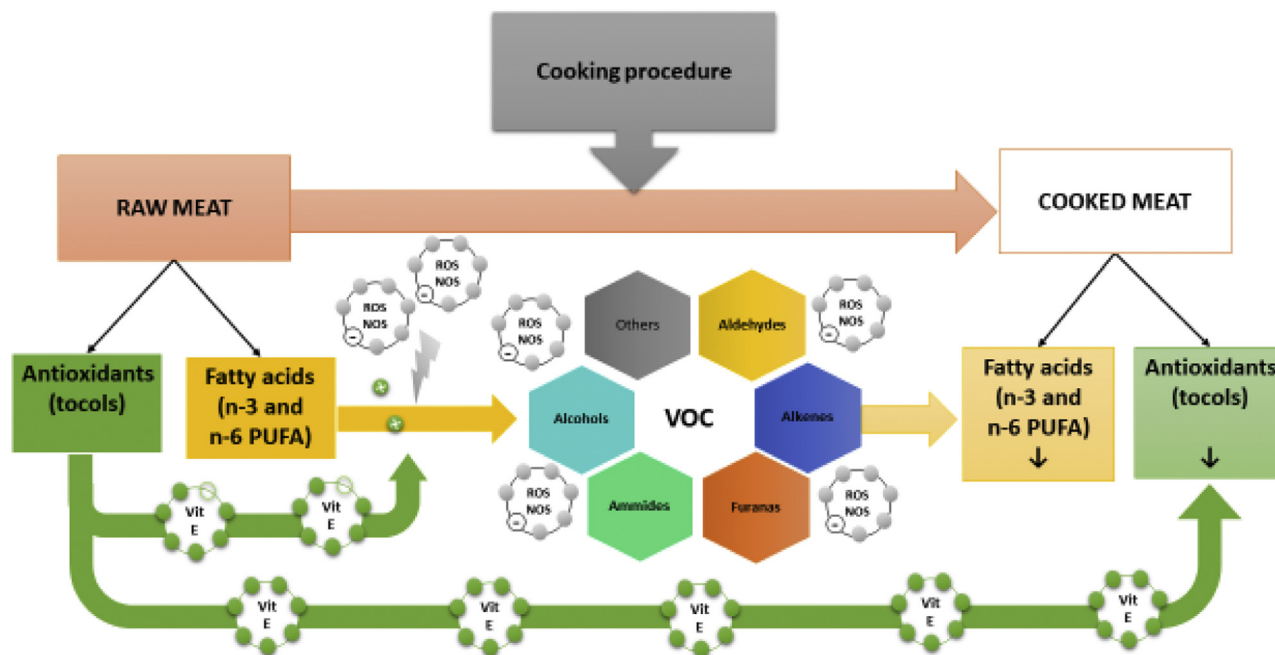 Cooking procedure
RAW MEAT
COOKED MEAT
ROS
NOS
ROS
NOS
ROS
NOS
ROS
NOS
Others
Aldehydes
Antioxidants
(tocols)
Fatty acids
(n-3 and
n-6 PUFA)
+
+
Alcohols
VOC
Alkenes
Fatty acids
(n-3 and
n-6 PUFA)
↓
Antioxidants
(tocols)
↓
ROS
NOS
Ammides
Furanas
ROS
NOS
Vit
E
Vit
E
Vit
E
Vit
E
Vit
E
Vit
E
Vit
E